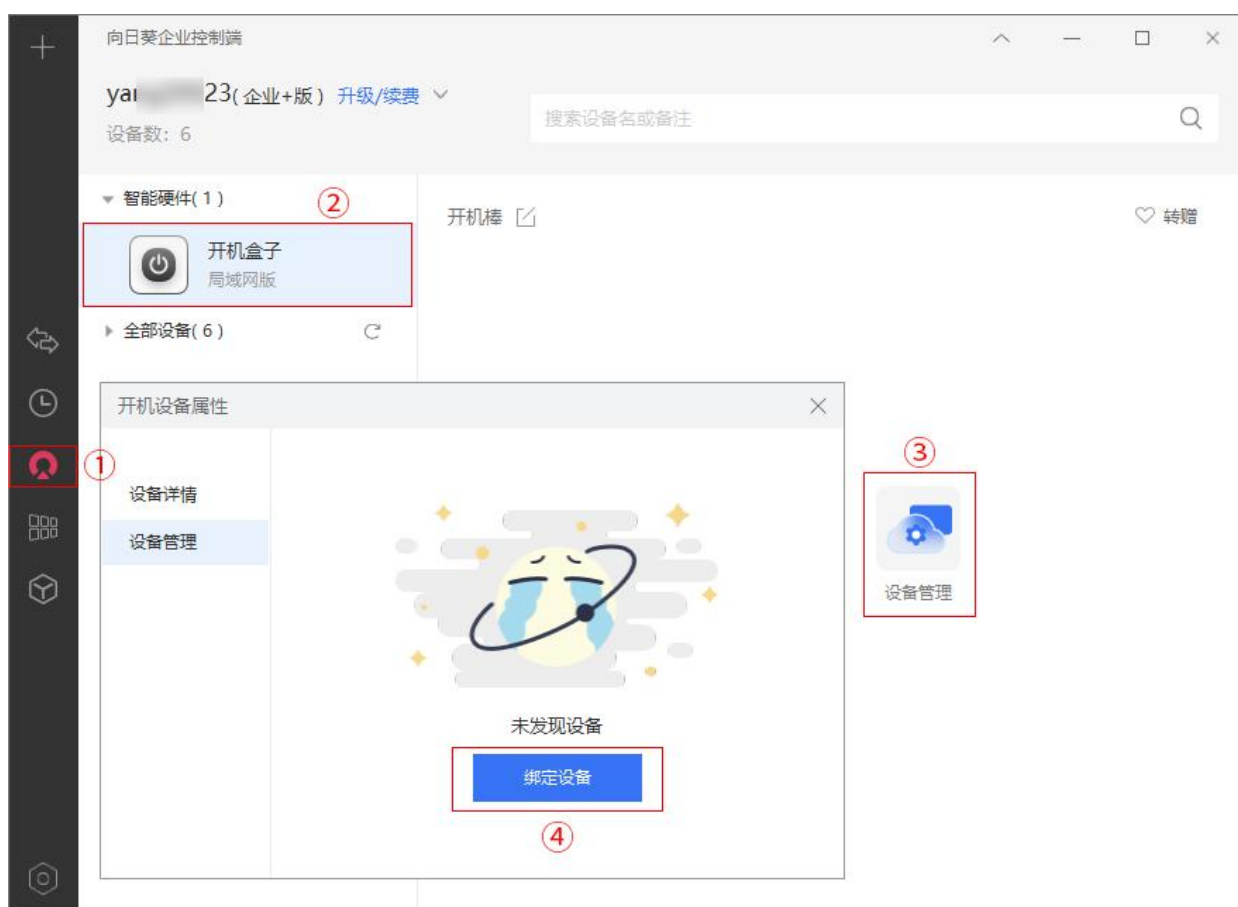 向日葵企业控制端
ya 23(企业+版) 升级/续费
设备数: 6
搜索设备名或备注
智能硬件(1)
②
开机盒子
局域网版
开机棒
转赠
全部设备(6)
开机设备属性
①
设备详情
设备管理
③
设备管理
未发现设备
绑定设备
④